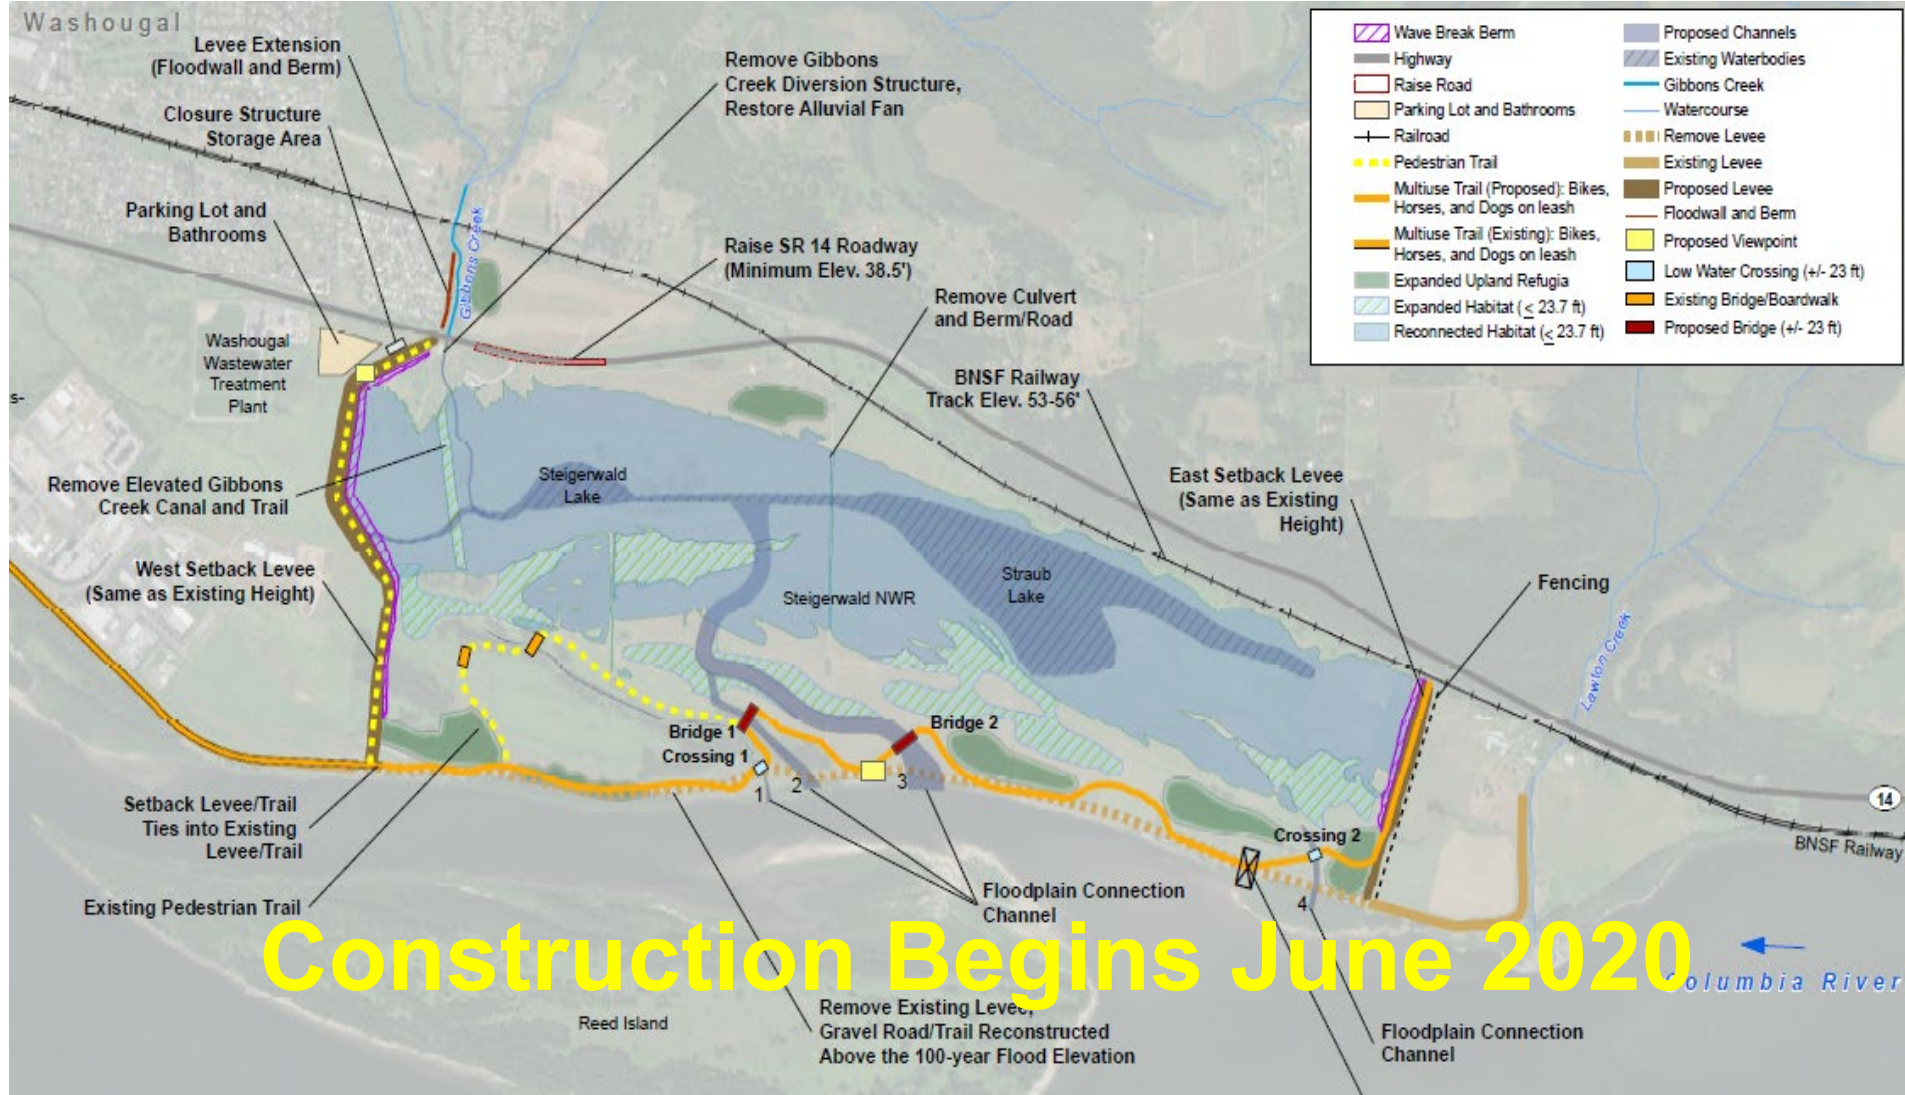 Washougal
Levee Extension
(Floodwall and Berm)
Closure Structure
Storage Area
Parking Lot and
Bathrooms
Remove Gibbons
Creek Diversion Structure,
Restore Alluvial Fan
Gibbons Creek
Raise SR 14 Roadway
(Minimum Elev. 38.5')
Remove Culvert
and Berm/Road
BNSF Railway
Track Elev. 53-56'
Wave Break Berm
Highway
Raise Road
Parking Lot and Bathrooms
Railroad
Pedestrian Trail
Multiuse Trail (Proposed): Bikes,
Horses, and Dogs on leash
Multiuse Trail (Existing): Bikes,
Horses, and Dogs on leash
Expanded Upland Refugia
Expanded Habitat (≤ 23.7 ft)
Reconnected Habitat (≤ 23.7 ft)
Proposed Channels
Existing Waterbodies
Gibbons Creek
Watercourse
Remove Levee
Existing Levee
Proposed Levee
Floodwall and Berm
Proposed Viewpoint
Low Water Crossing (+/- 23 ft)
Existing Bridge/Boardwalk
Proposed Bridge (+/- 23 ft)
Washougal
Wastewater
Treatment
Plant
s-
Remove Elevated Gibbons
Creek Canal and Trail
Steigerwald
Lake
East Setback Levee
(Same as Existing
Height)
West Setback Levee
(Same as Existing Height)
Steigerwald NWR
Straub
Lake
Fencing
Lawton Creek
Bridge 1
Crossing 1
Bridge 2
1
2
3
Crossing 2
4
14
BNSF Railway
Setback Levee/Trail
Ties into Existing
Levee/Trail
Existing Pedestrian Trail
Floodplain Connection
Channel
Construction Begins June 2020
Columbia River
Reed Island
Remove Existing Levee,
Gravel Road/Trail Reconstructed
Above the 100-year Flood Elevation
Floodplain Connection
Channel